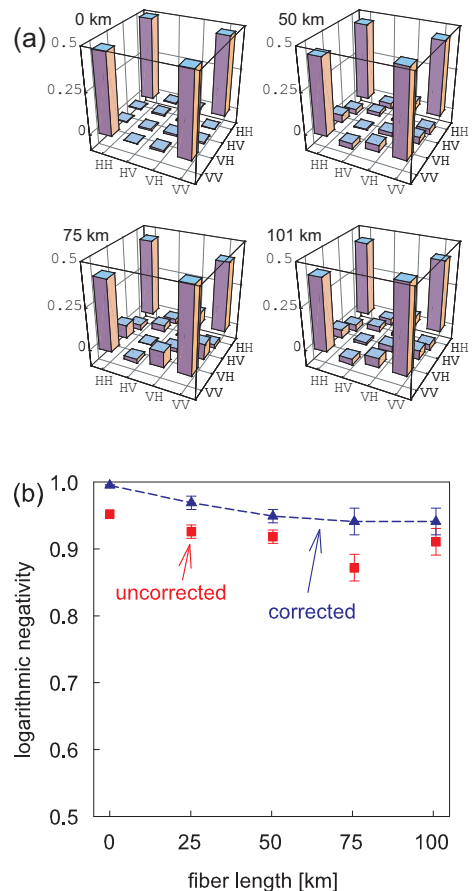 (a)
0 km
50 km
0.5
0.25
0
HH
HV
VH
VV
HH
HV
VH
VV
0.5
0.25
0
HH
HV
VH
VV
HH
HV
VH
VV
75 km
101 km
0.5
0.25
0
HH
HV
VH
VV
HH
HV
VH
VV
0.5
0.25
0
HH
HV
VH
VV
HH
HV
VH
VV
(b)
1.0
0.9
0.8
0.7
0.6
0.5
logarithmic negativity
uncorrected
corrected
0
25
50
75
100
fiber length [km]